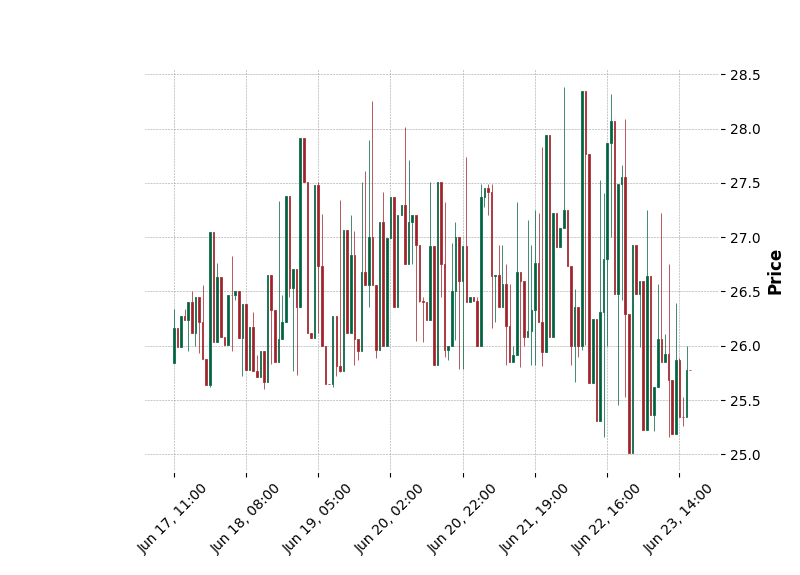 28.5
28.0
27.5
27.0
26.5
26.0
25.5
25.0
Price
Jun 17, 11:00
Jun 18, 08:00
Jun 19, 05:00
Jun 20, 02:00
Jun 20, 22:00
Jun 21, 19:00
Jun 22, 16:00
Jun 23, 14:00